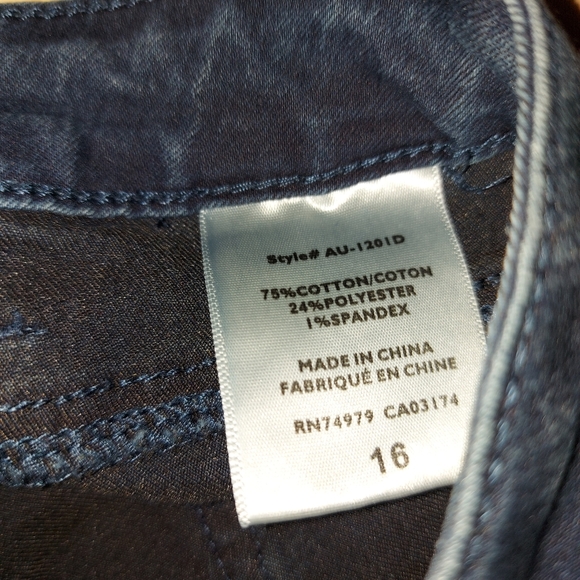 Style# AU-1201D
75%COTTON/COTON
24%POLYESTER
1%SPANDEX
MADE IN CHINA
FABRIQUÉ EN CHINE
RN74979 CA03174
16